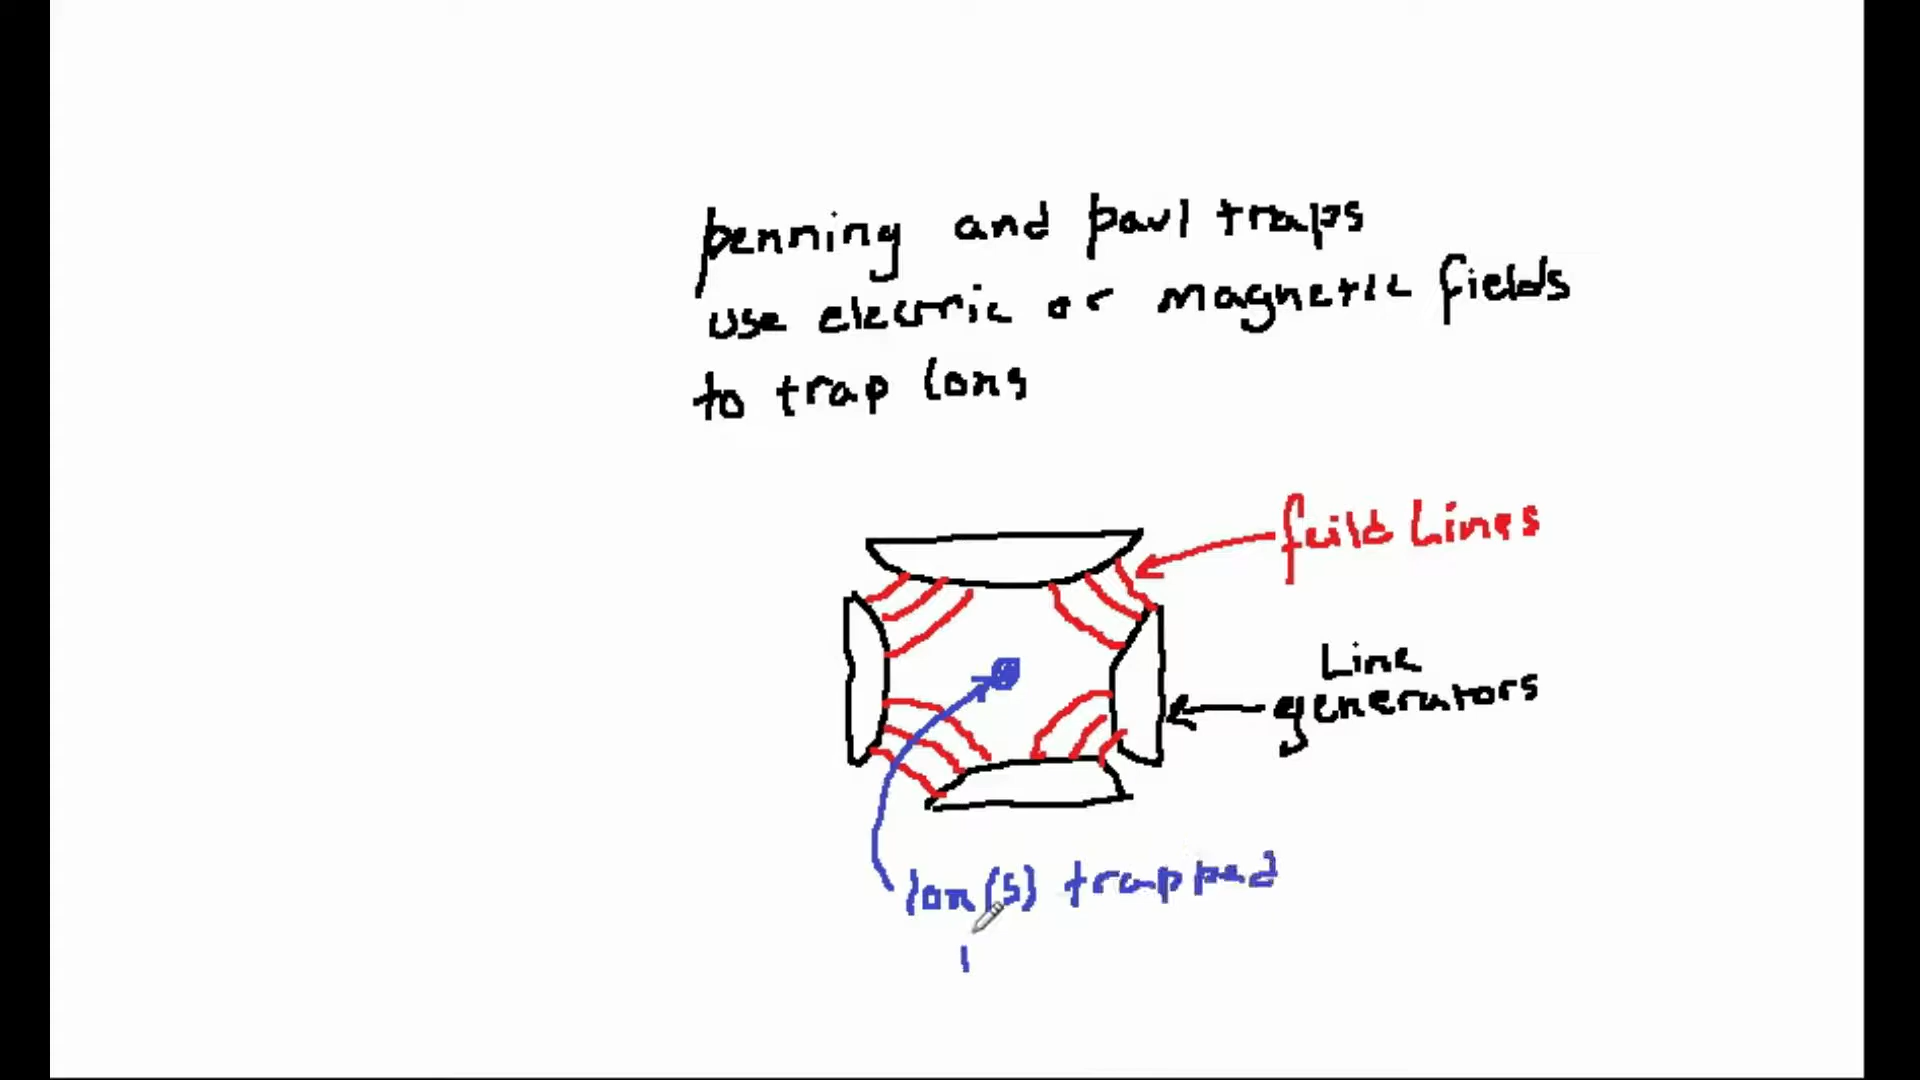 penning and paul traps
use electric or magnetic fields
to trap ions
feild Lines
Line
generators
ion(s) trapped